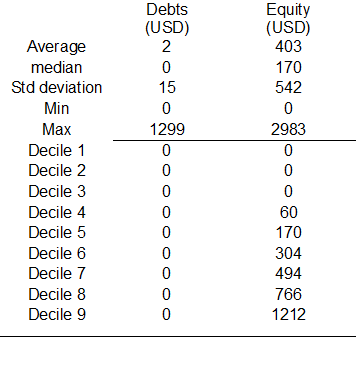 Debts Equity
(USD) (USD)
Average 2 403
median 0 170
Std deviation 15 542
Min 0 0
Max 1299 2983
Decile 1 0 0
Decile 2 0 0
Decile 3 0 0
Decile 4 0 60
Decile 5 0 170
Decile 6 0 304
Decile 7 0 494
Decile 8 0 766
Decile 9 0 1212